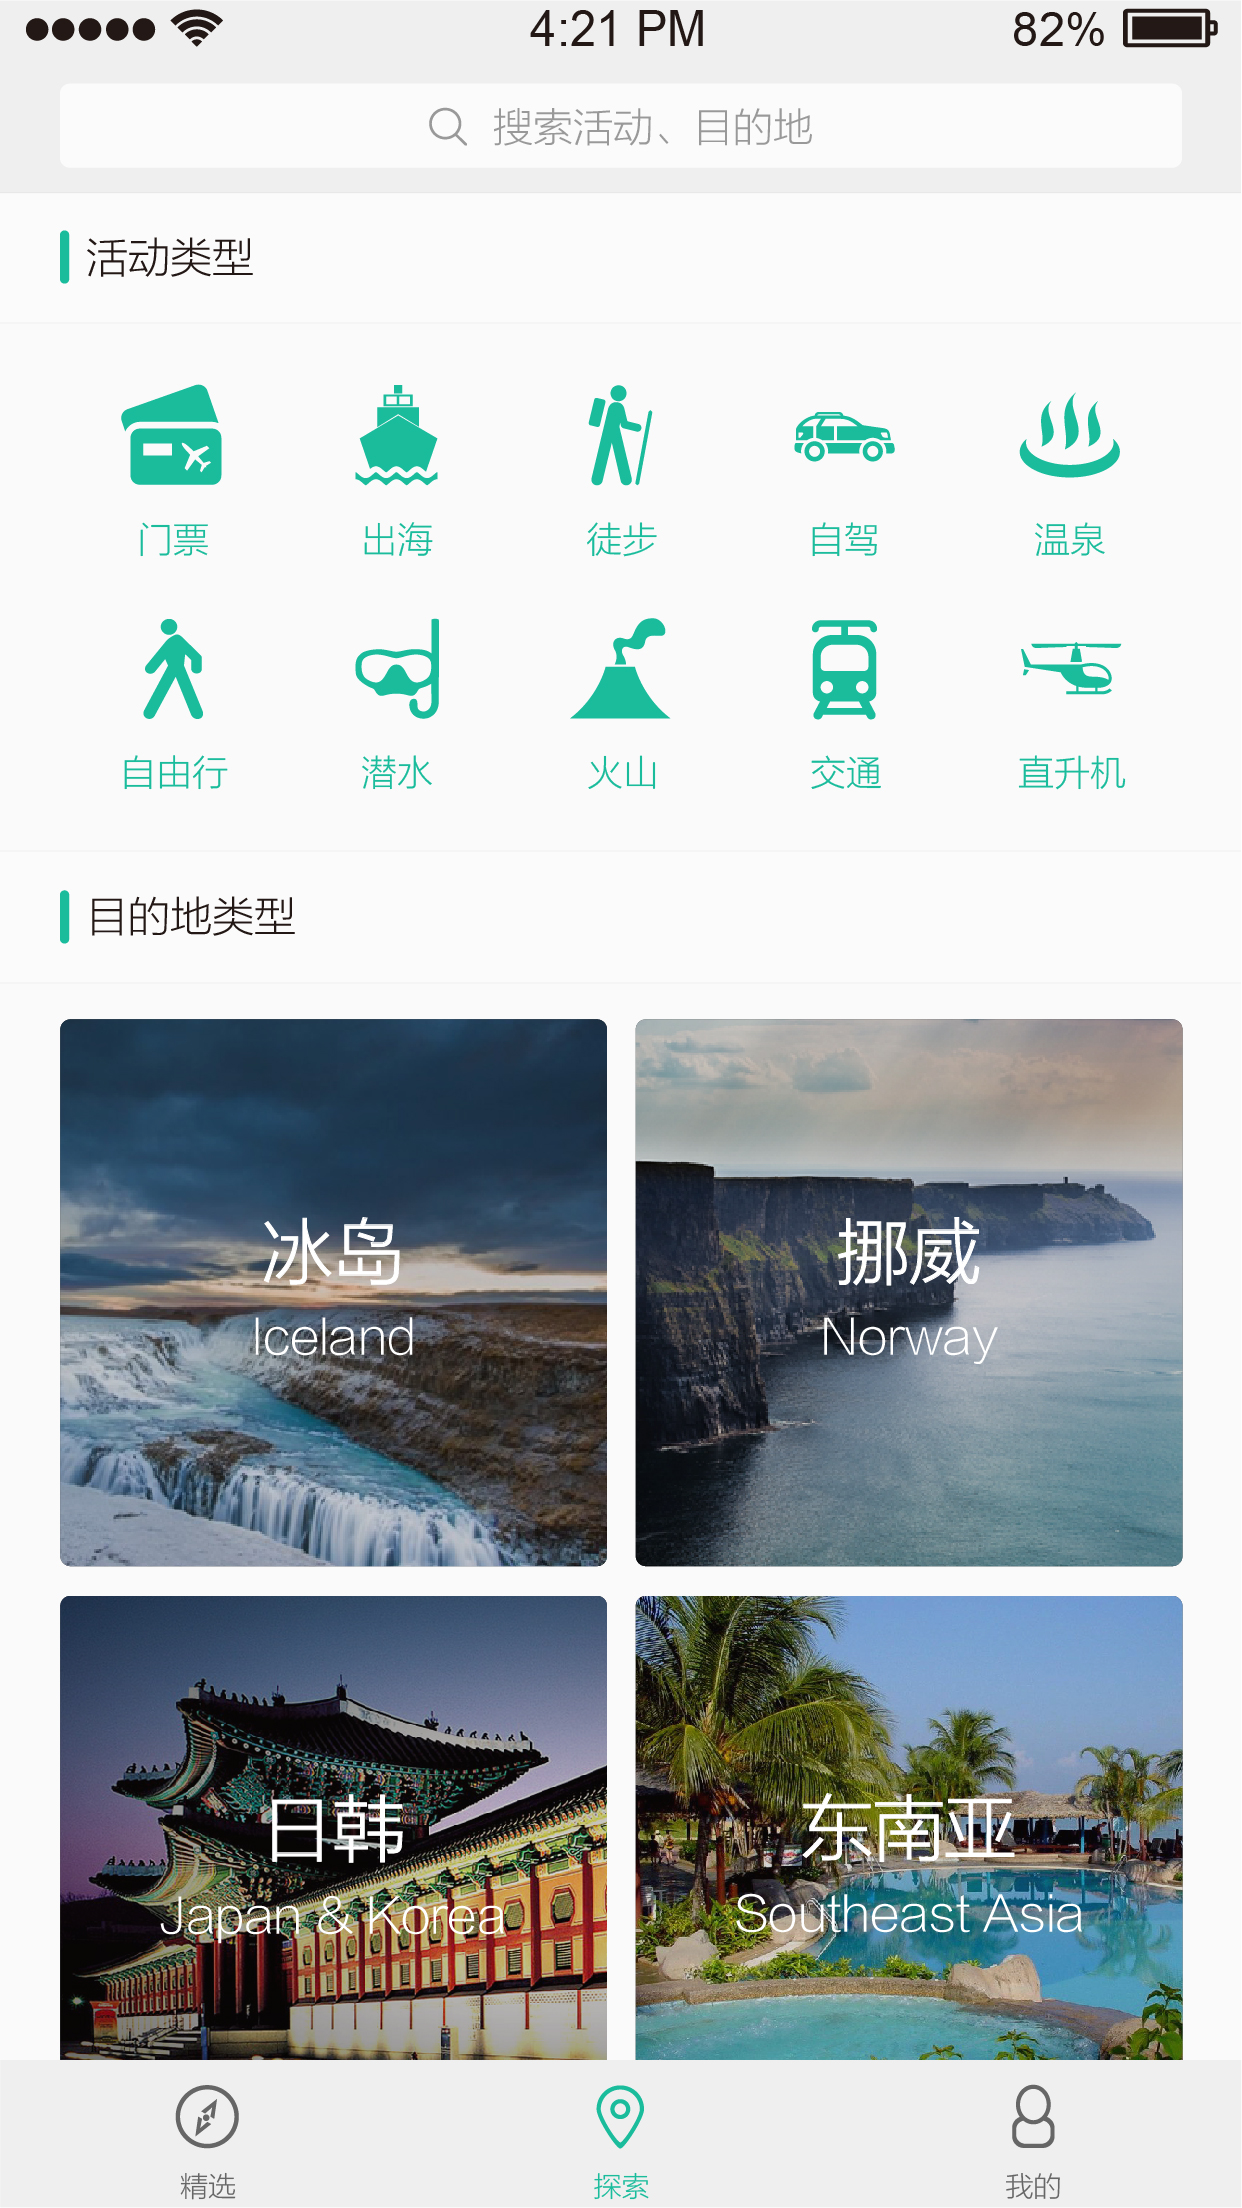 4:21 PM 82%
搜索活动、目的地
活动类型
门票 出海 徒步 自驾 温泉
自由行 潜水 火山 交通 直升机
目的地类型
冰岛 挪威
Iceland Norway
日韩 东南亚
Japan & Korea Southeast Asia
精选 探索 我的